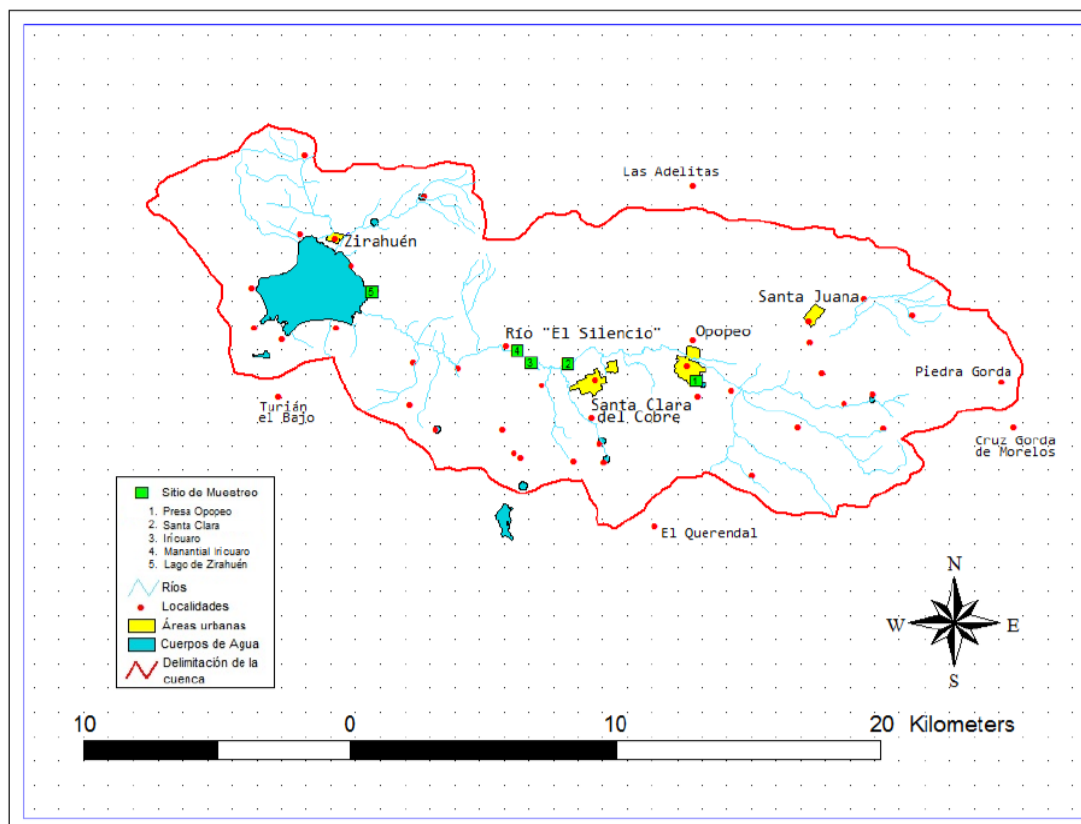 Las Adelitas
Zirahuén
5
Santa Juana
Río "El Silencio"
Opopeo
4
3
2
1
Piedra Gorda
Turián
el Bajo
Santa Clara
del Cobre
Cruz Gorda
de Morelos
El Querendal
Sitio de Muestreo
1. Presa Opopeo
2. Santa Clara
3. Iricuaro
4. Manantial Iricuaro
5. Lago de Zirahuén
Ríos
Localidades
Áreas urbanas
Cuerpos de Agua
Delimitación de la
cuenca
N
W
E
S
10 0 10 20 Kilometers